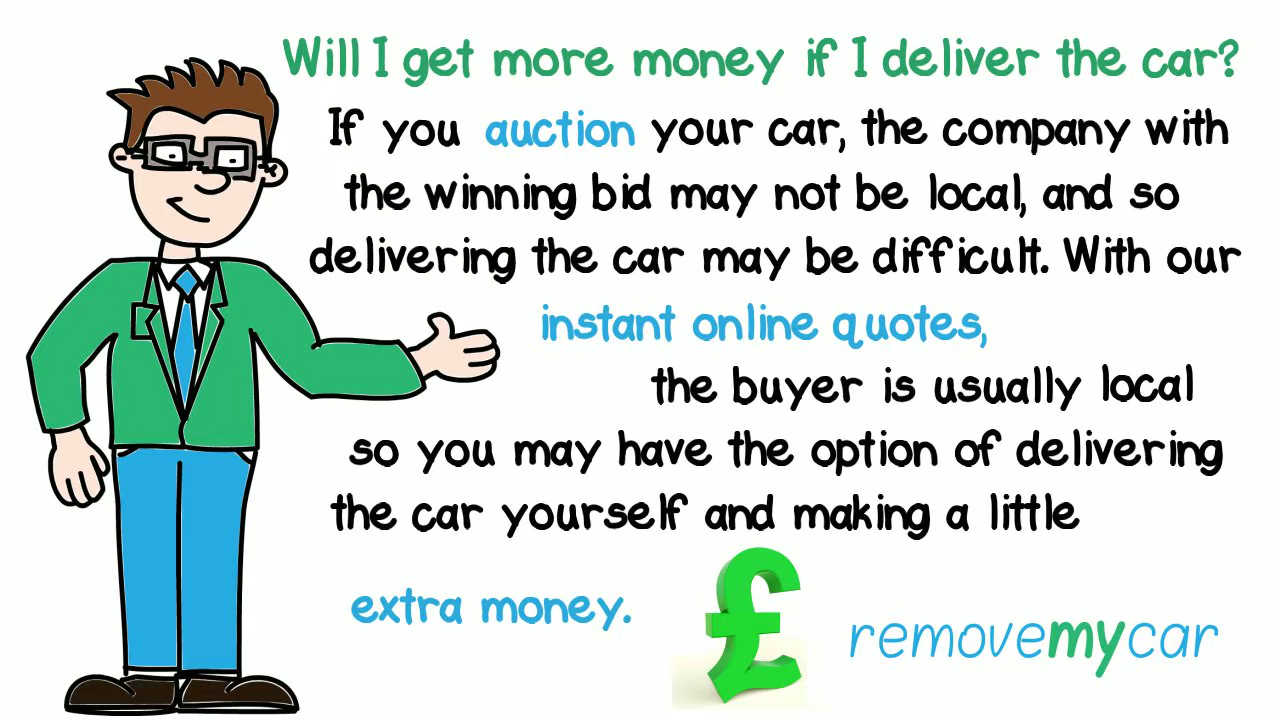 Will I get more money if I deliver the car?
If you auction your car, the company with
the winning bid may not be local, and so
delivering the car may be difficult. With our
instant online quotes,
the buyer is usually local
so you may have the option of delivering
the car yourself and making a little
extra money.
£
removemycar